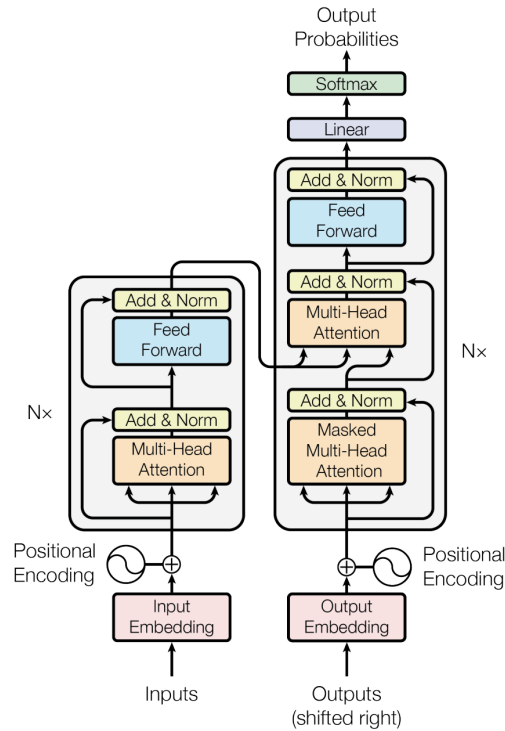 Output
Probabilities
Softmax
Linear
Add & Norm
Feed
Forward
Add & Norm
Multi-Head
Attention
Add & Norm
Masked
Multi-Head
Attention
N×
Add & Norm
Feed
Forward
Add & Norm
Multi-Head
Attention
N×
Positional
Encoding
Positional
Encoding
Input
Embedding
Output
Embedding
Inputs
Outputs
(shifted right)